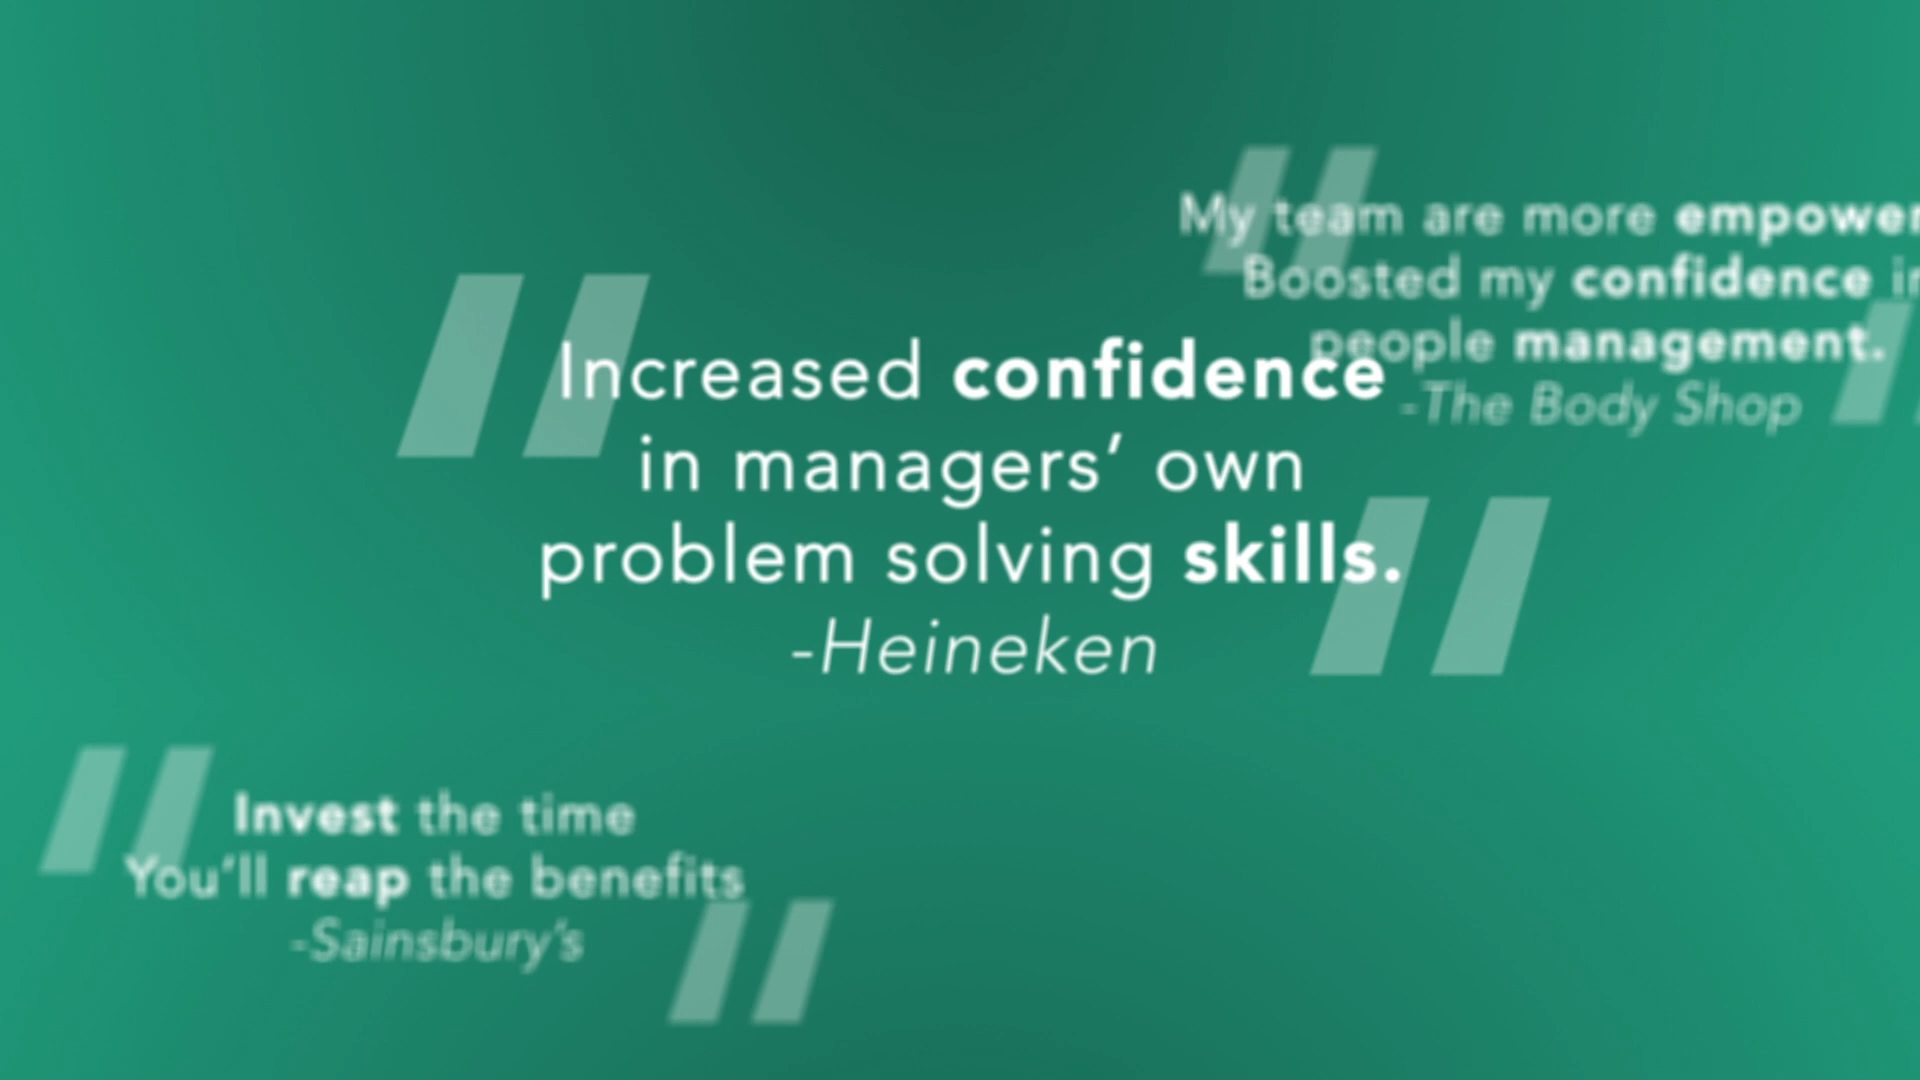 My team are more empower
Boosted my confidence in
people management.
-The Body Shop
Increased confidence
in managers’ own
problem solving skills.
-Heineken
Invest the time
You’ll reap the benefits
-Sainsbury’s